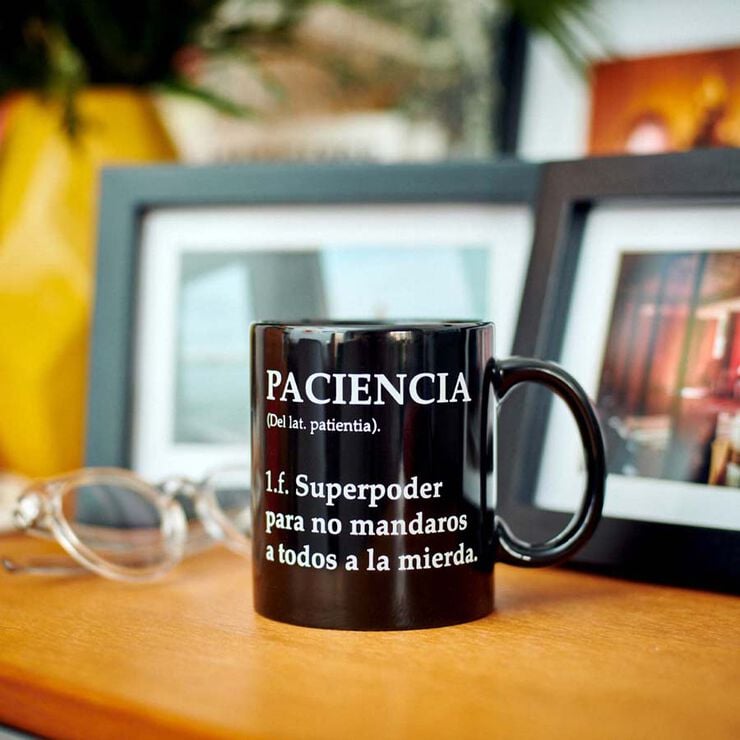 PACIENCIA
(Del lat. patientia).
1.f. Superpoder
para no mandaros
a todos a la mierda.